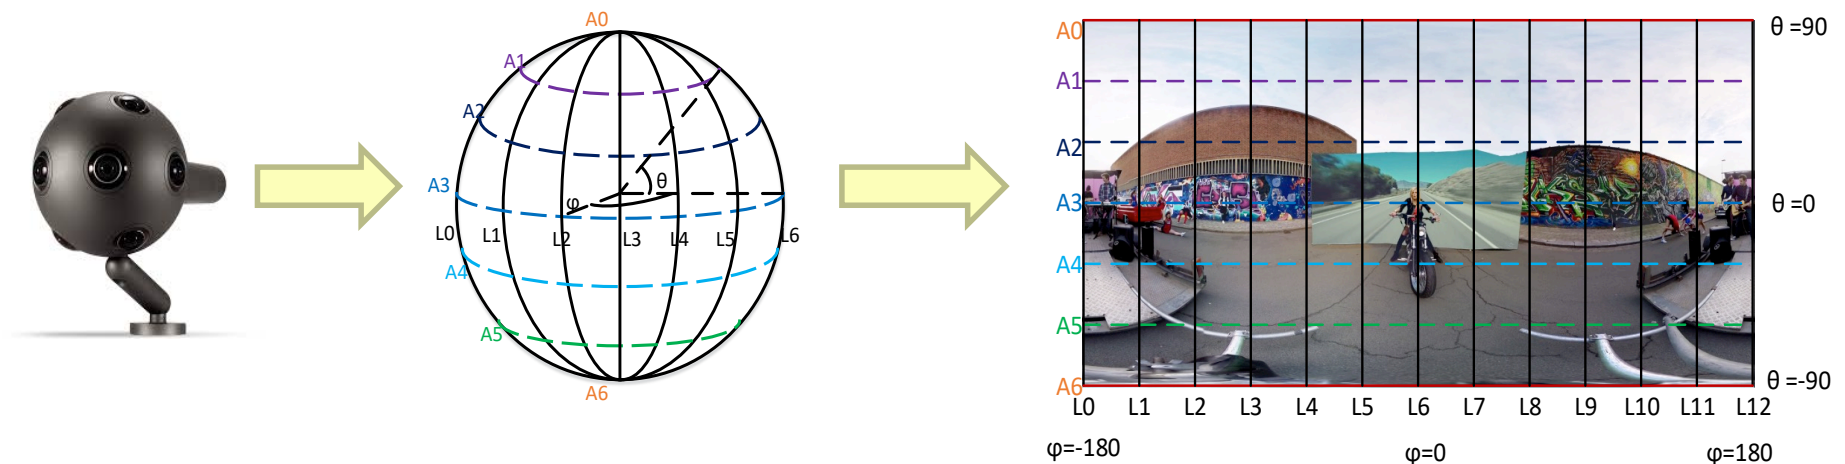 A0
A1
A2
A3
θ
φ
L0
L1
L2
L3
L4
L5
L6
A4
A5
A6
A0
θ =90
A1
A2
A3
θ =0
A4
A5
A6
θ =-90
L0
L1
L2
L3
L4
L5
L6
L7
L8
L9
L10
L11
L12
φ=-180
φ=0
φ=180